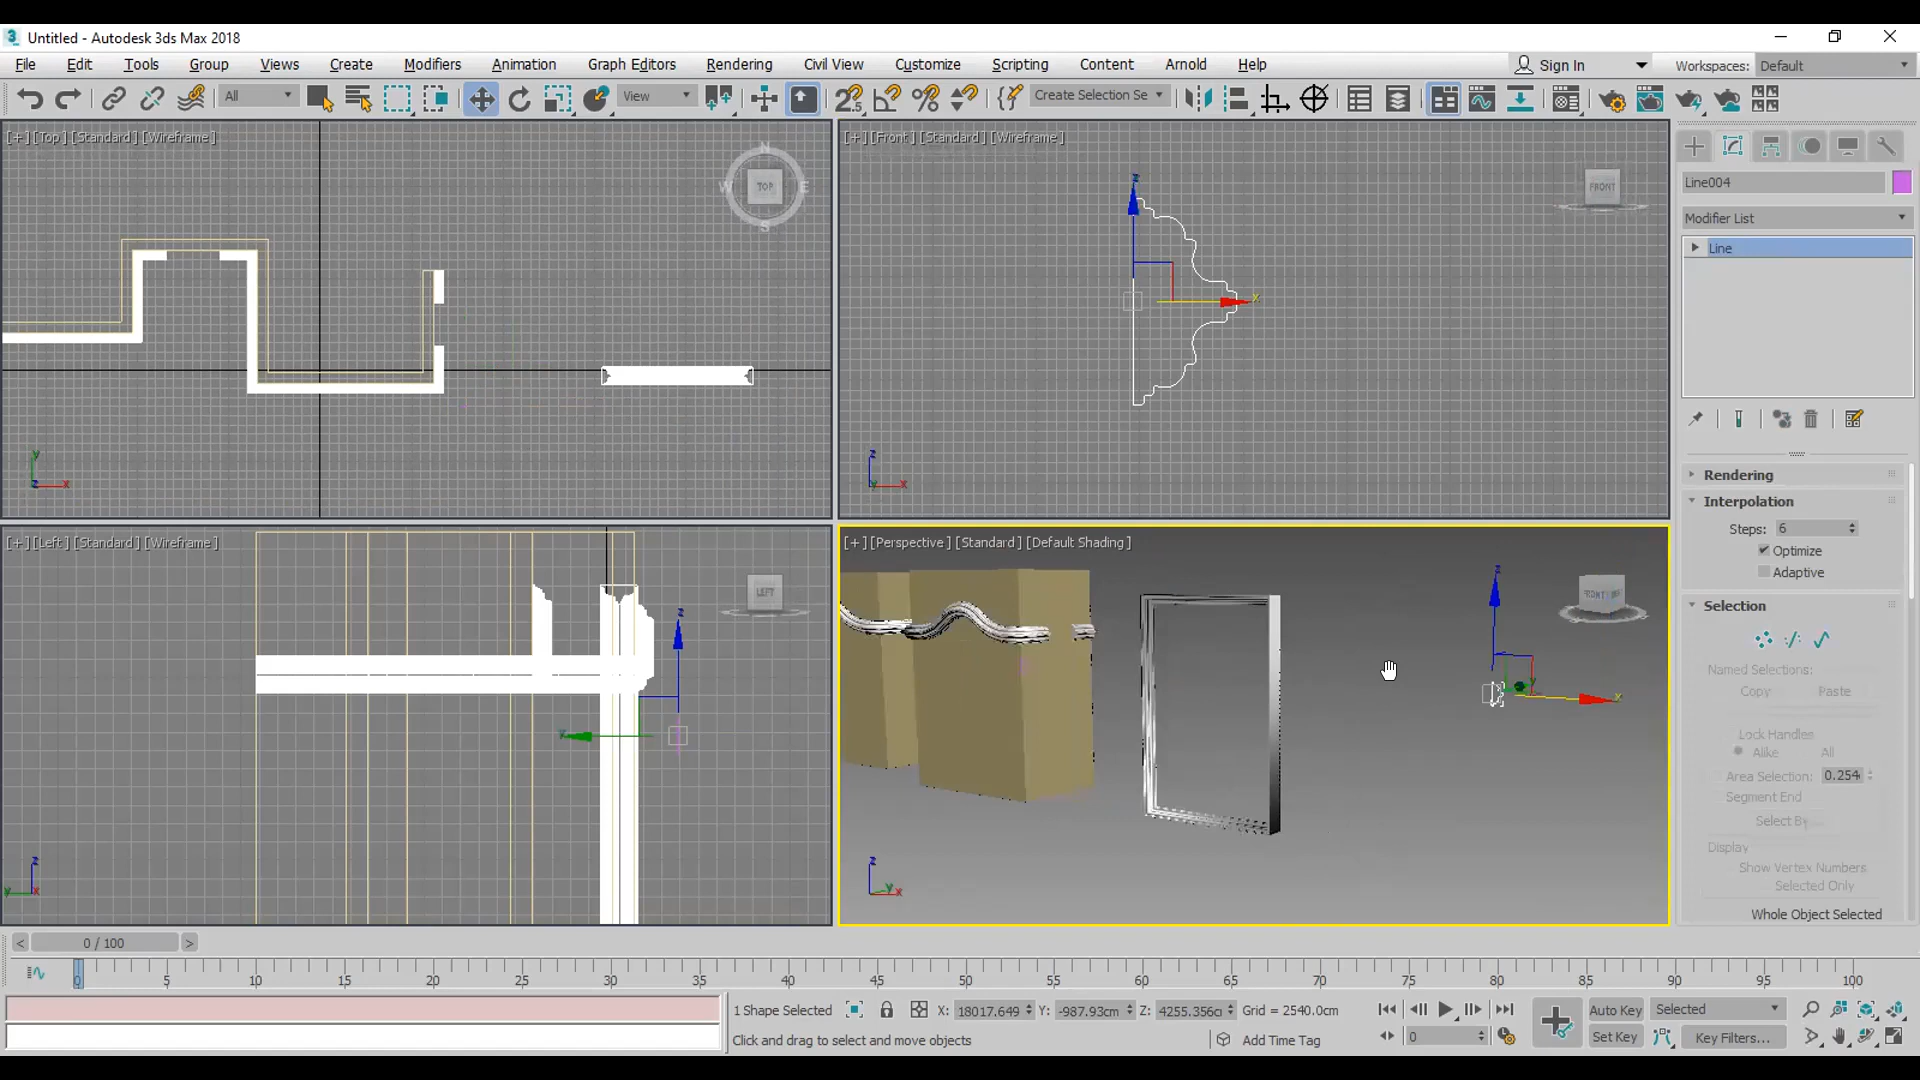 3 Untitled - Autodesk 3ds Max 2018
File Edit Tools Group Views Create Modifiers Animation Graph Editors Rendering Civil View Customize Scripting Content Arnold Help Sign In Workspaces: Default
All View Create Selection Se
[+] [Top] [Standard] [Wireframe]
N
W TOP E
S
y
z x
[+] [Front] [Standard] [Wireframe]
FRONT
z
x
z
y x
[+] [Left] [Standard] [Wireframe]
LEFT
z
y
z
y x
[+] [Perspective] [Standard] [Default Shading]
z
y
x
z
y x
Line004
Modifier List
Line
Rendering
Interpolation
Steps: 6
Optimize
Adaptive
Selection
Named Selections:
Copy Paste
Lock Handles
Alike All
Area Selection: 0.254
Segment End
Select By...
Display
Show Vertex Numbers
Selected Only
Whole Object Selected
< 0 / 100 >
0 5 10 15 20 25 30 35 40 45 50 55 60 65 70 75 80 85 90 95 100
1 Shape Selected X: 18017.649 Y: -987.93cm Z: 4255.356c Grid = 2540.0cm
Auto Key Selected
Click and drag to select and move objects Add Time Tag
0
Set Key Key Filters...